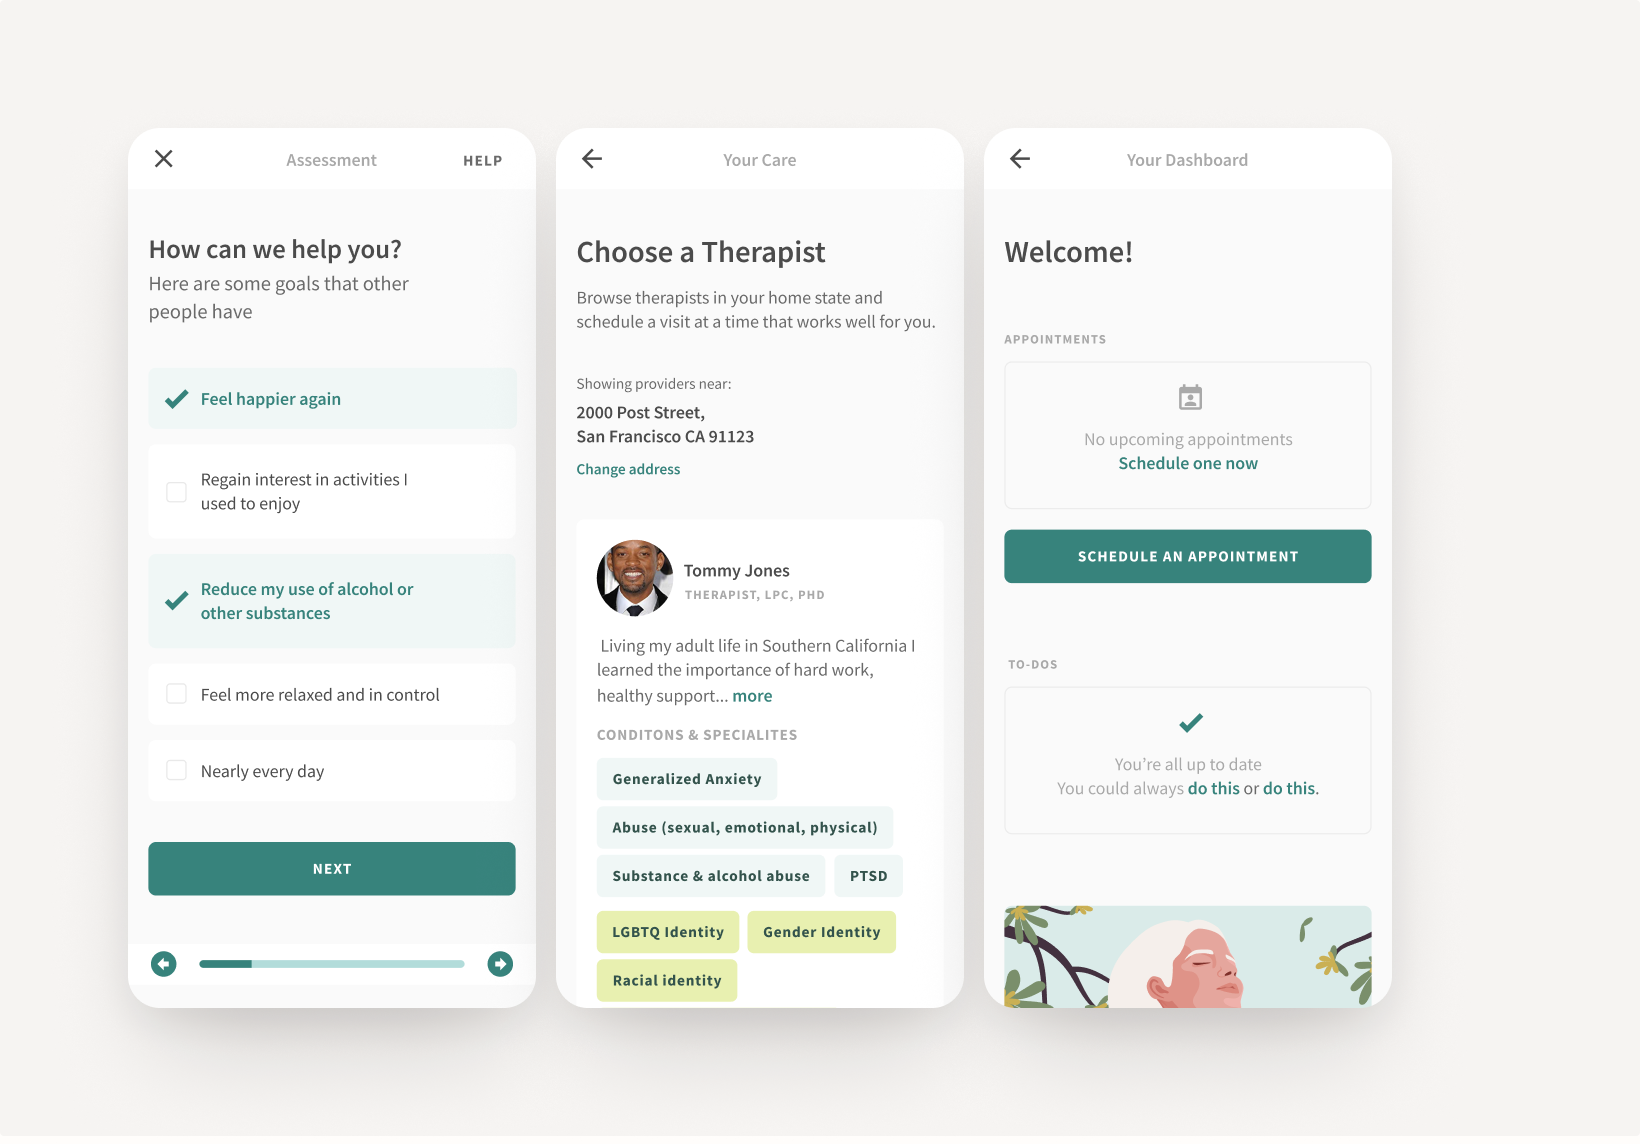 Assessment
HELP
How can we help you?
Here are some goals that other
people have
Feel happier again
Regain interest in activities I
used to enjoy
Reduce my use of alcohol or
other substances
Feel more relaxed and in control
Nearly every day
NEXT
Your Care
Choose a Therapist
Browse therapists in your home state and
schedule a visit at a time that works well for you.
Showing providers near:
2000 Post Street,
San Francisco CA 91123
Change address
Tommy Jones
THERAPIST, LPC, PHD
Living my adult life in Southern California I
learned the importance of hard work,
healthy support... more
CONDITONS & SPECIALITES
Generalized Anxiety
Abuse (sexual, emotional, physical)
Substance & alcohol abuse
PTSD
LGBTQ Identity
Gender Identity
Racial identity
Your Dashboard
Welcome!
APPOINTMENTS
No upcoming appointments
Schedule one now
SCHEDULE AN APPOINTMENT
TO-DOS
You’re all up to date
You could always do this or do this.